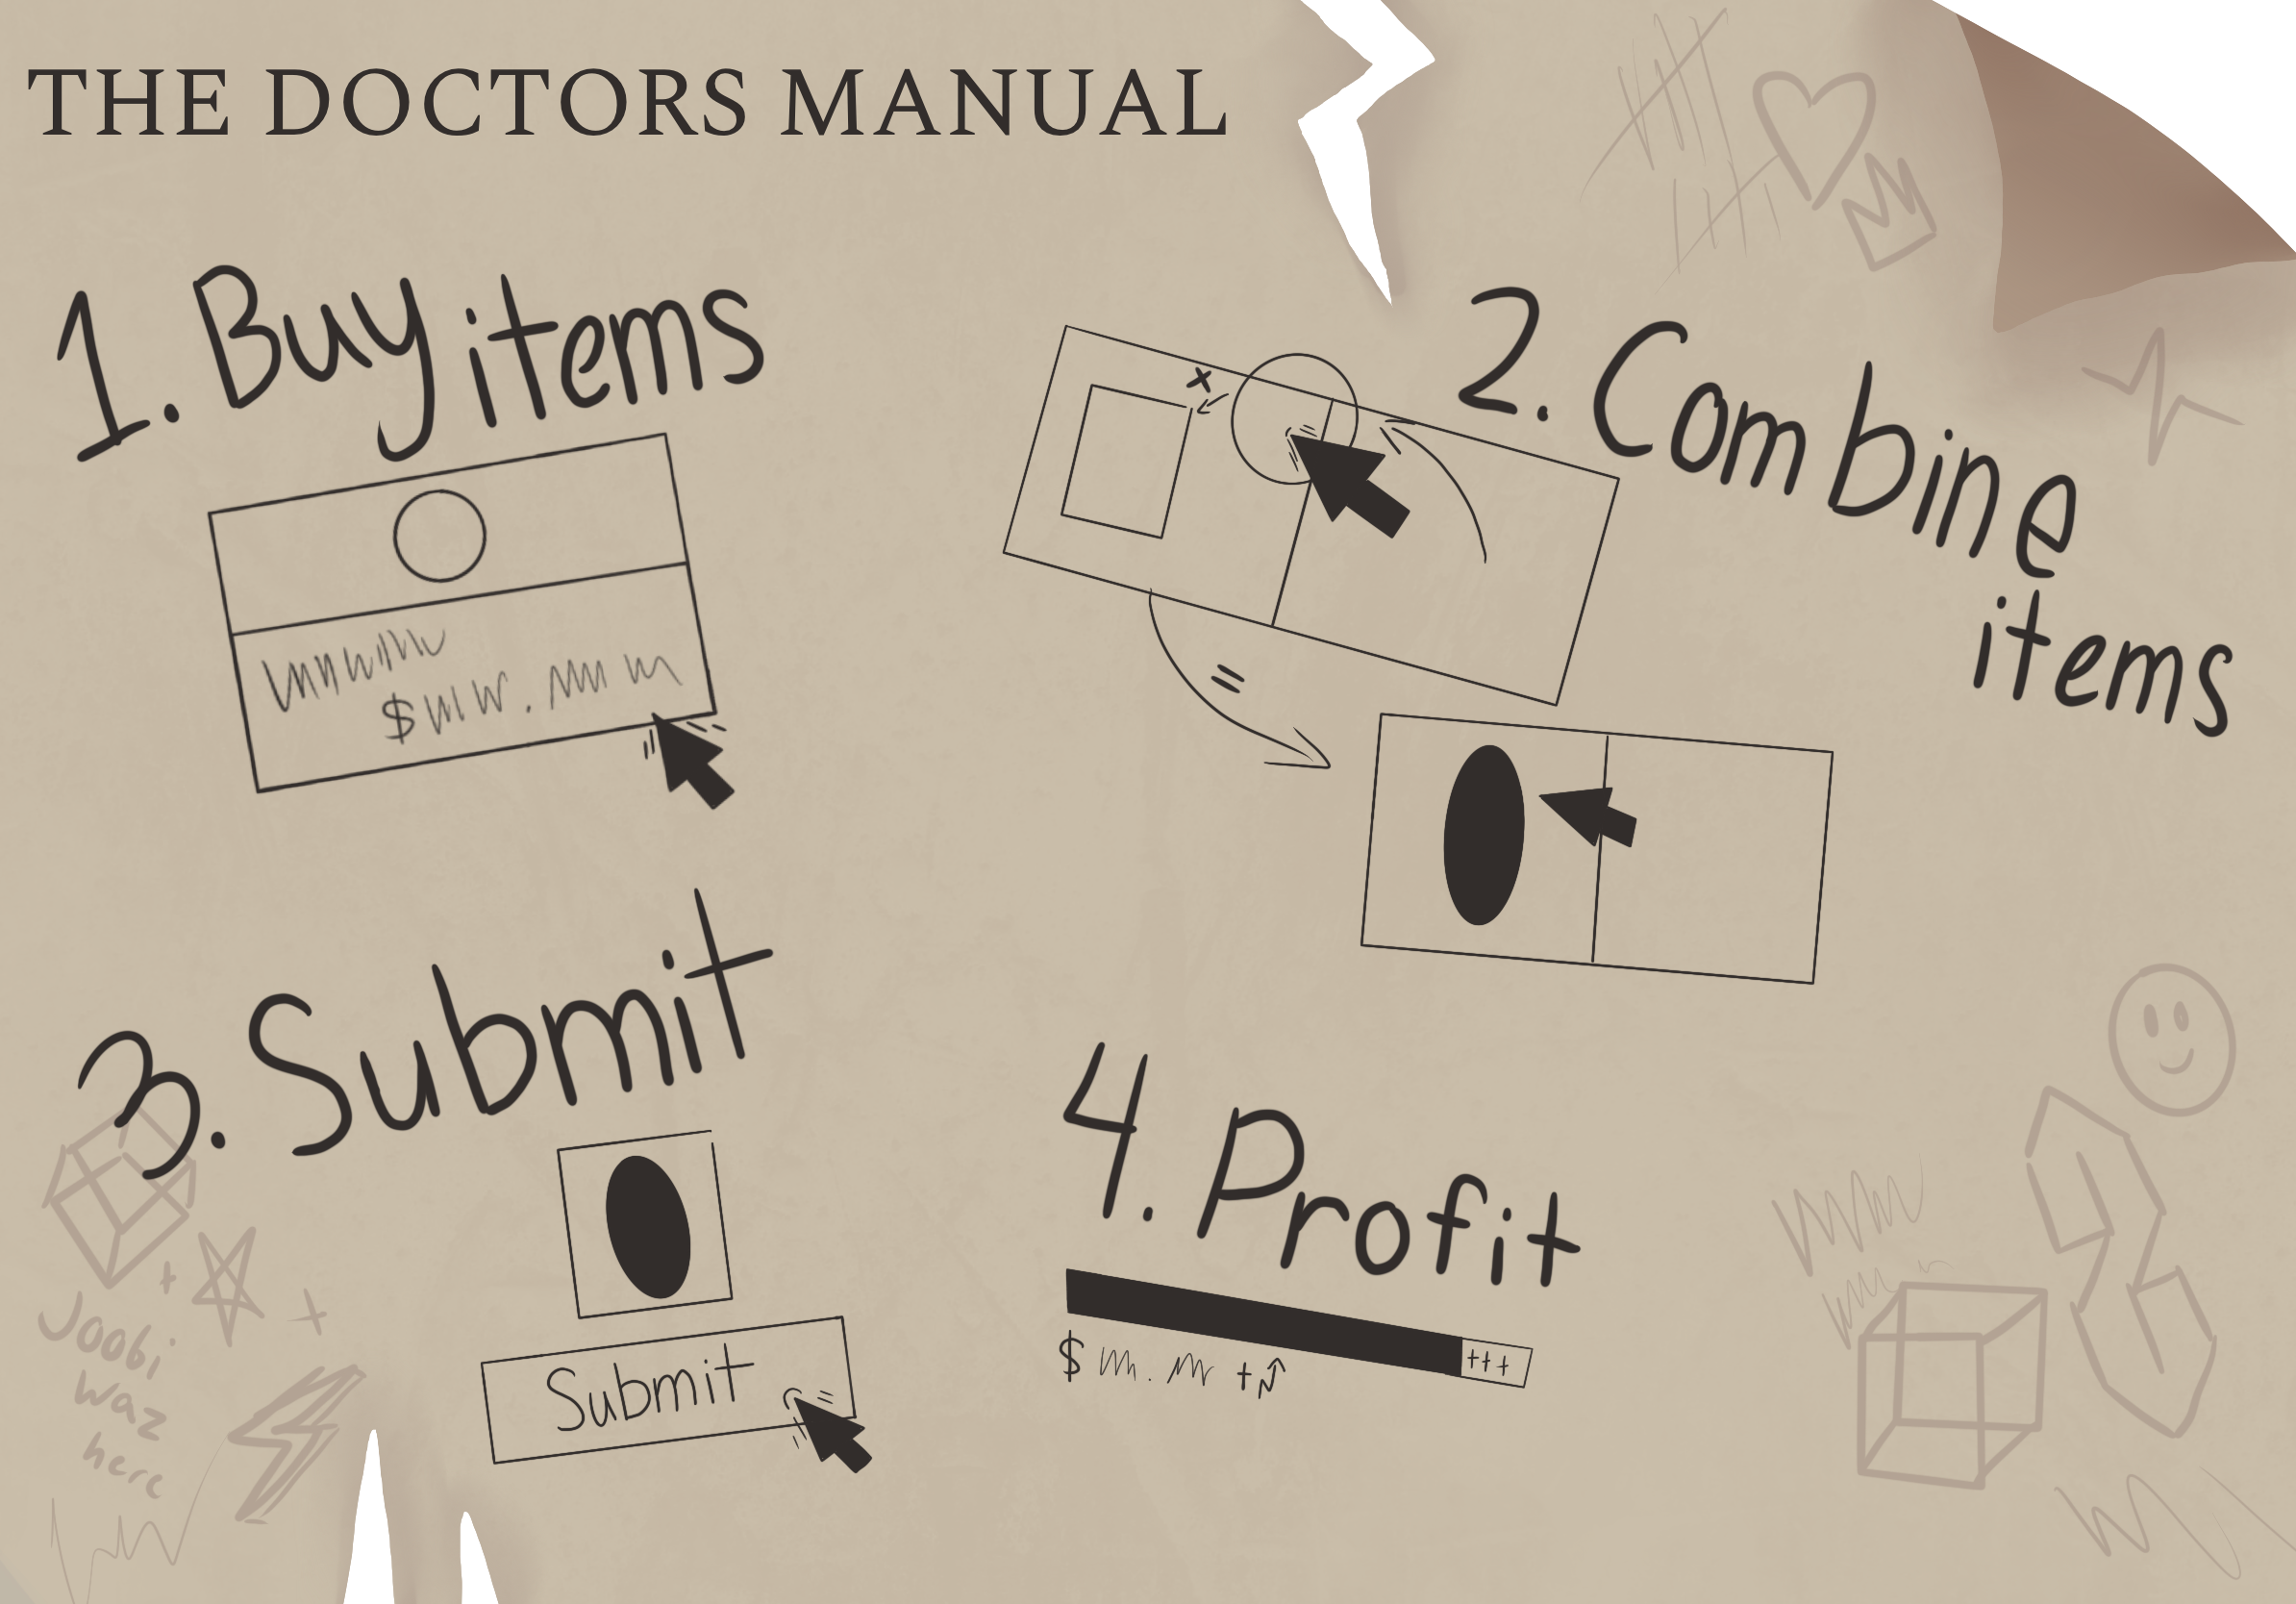 THE DOCTORS MANUAL
1. Buy items
$
2. Combine
items
x
=
3. Submit
Submit
4. Profit
+++
$ . +
Joobi
waz
here